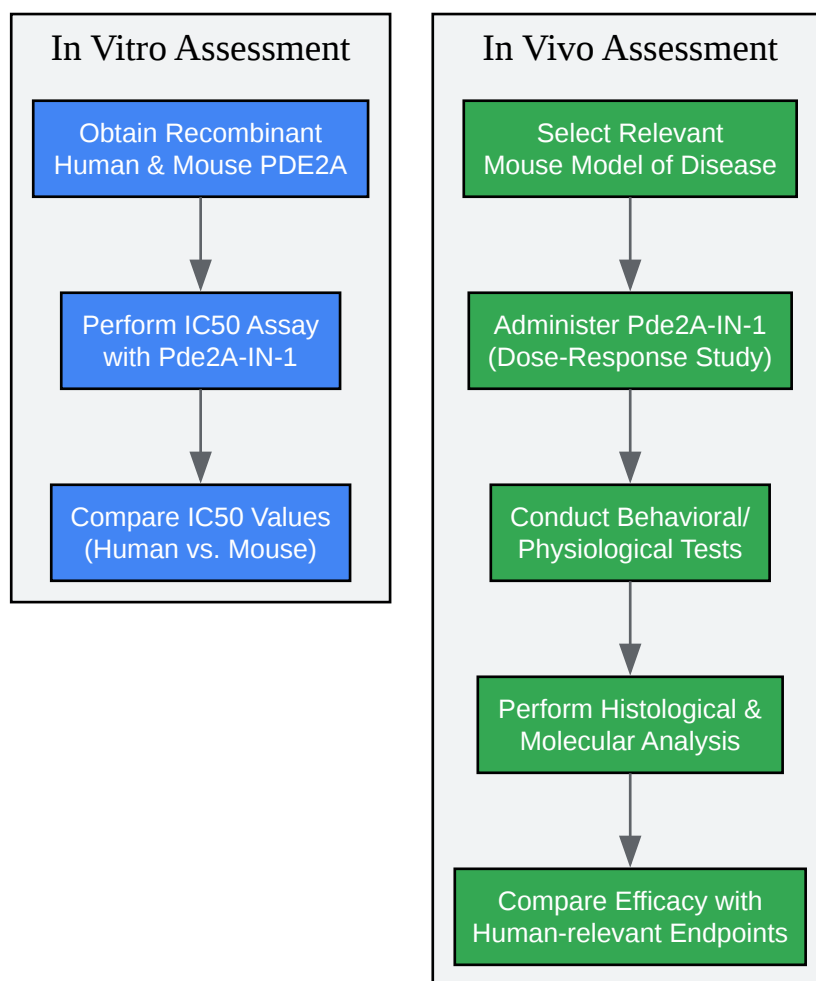 In Vitro Assessment
Obtain Recombinant
Human & Mouse PDE2A
Perform IC50 Assay
with Pde2A-IN-1
Compare IC50 Values
(Human vs. Mouse)
In Vivo Assessment
Select Relevant
Mouse Model of Disease
Administer Pde2A-IN-1
(Dose-Response Study)
Conduct Behavioral/
Physiological Tests
Perform Histological &
Molecular Analysis
Compare Efficacy with
Human-relevant Endpoints